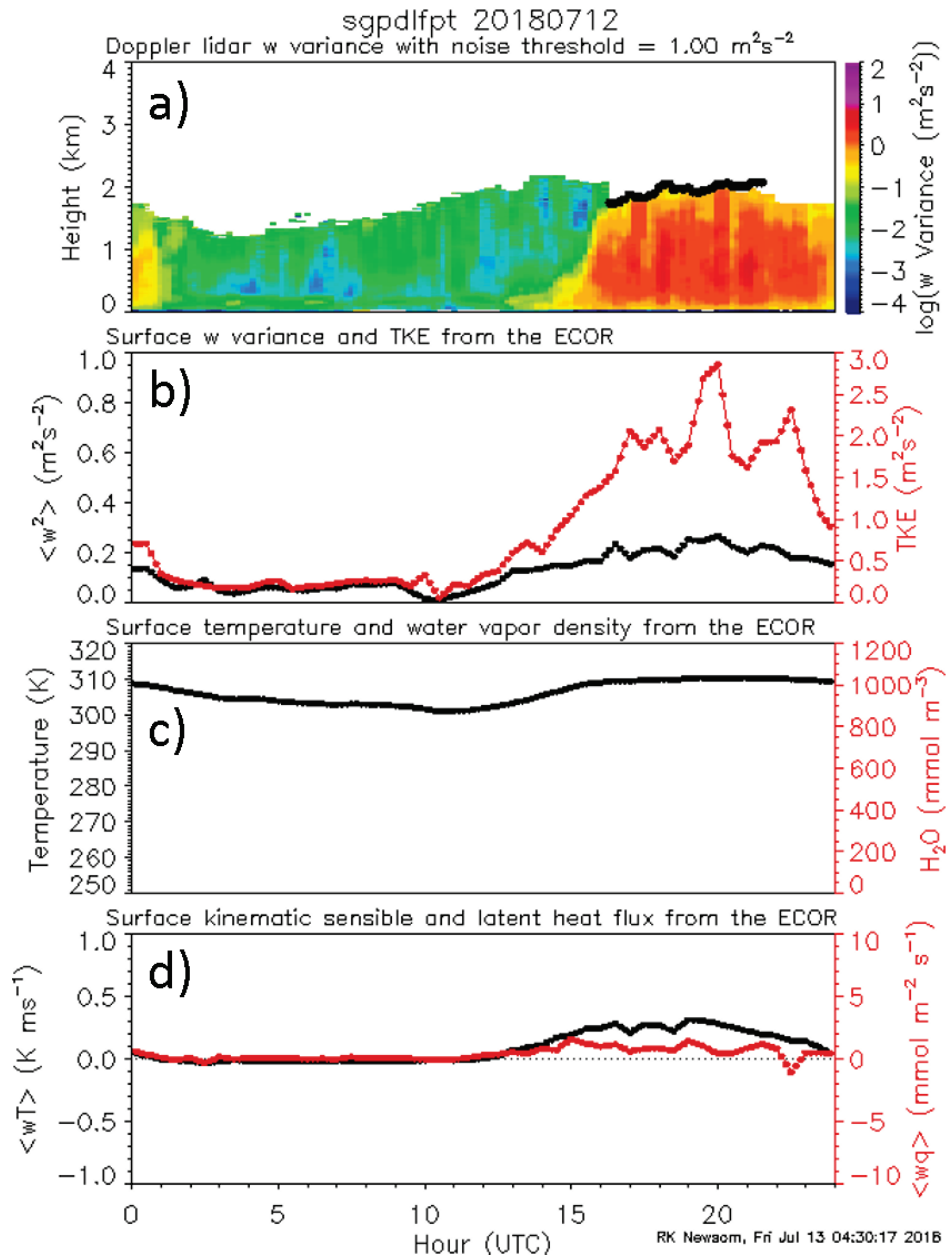 sgpdlfpt 20180712
Doppler lidar w variance with noise threshold = 1.00 m²s⁻²
a)
Height (km)
4
3
2
1
0
2
1
0
−1
−2
−3
−4
log(w Variance (m²s⁻²))
Surface w variance and TKE from the ECOR
b)
<w²> (m²s⁻²)
1.0
0.8
0.6
0.4
0.2
0.0
3.0
2.5
2.0
1.5
1.0
0.5
0.0
TKE (m²s⁻²)
Surface temperature and water vapor density from the ECOR
c)
Temperature (K)
320
310
300
290
280
270
260
250
1200
1000
800
600
400
200
0
H₂O (mmol m⁻³)
Surface kinematic sensible and latent heat flux from the ECOR
d)
<wT> (K ms⁻¹)
1.0
0.5
0.0
−0.5
−1.0
10
5
0
−5
−10
<wq> (mmol m⁻² s⁻¹)
0 5 10 15 20
Hour (UTC)
RK Newsom, Fri Jul 13 04:30:17 2018